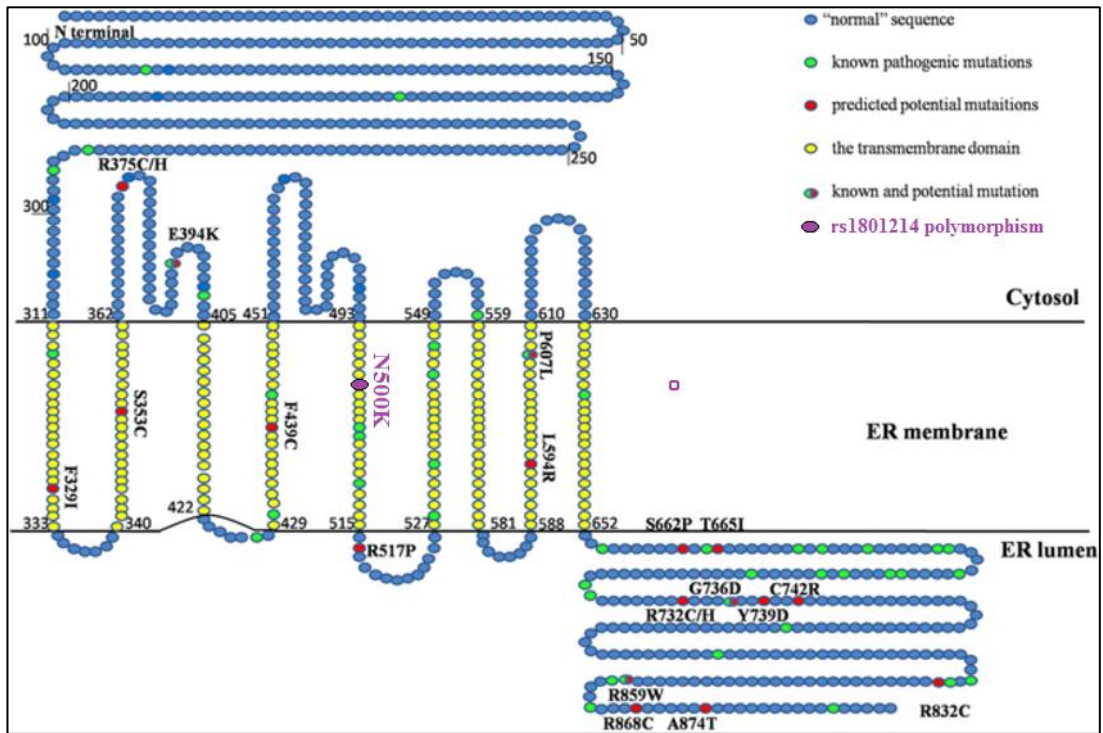 N terminal
100
50
150
200
250
300
"normal" sequence
known pathogenic mutations
predicted potential mutaitions
the transmembrane domain
known and potential mutation
rs1801214 polymorphism
R375C/H
E394K
Cytosol
311
362
405
451
493
549
559
610
630
P607L
N500K
S353C
F439C
ER membrane
L594R
F329I
422
333
340
429
515
527
581
588
652
S662P T665I
R517P
ER lumen
G736D
C742R
R732C/H
Y739D
R859W
R832C
R868C
A874T